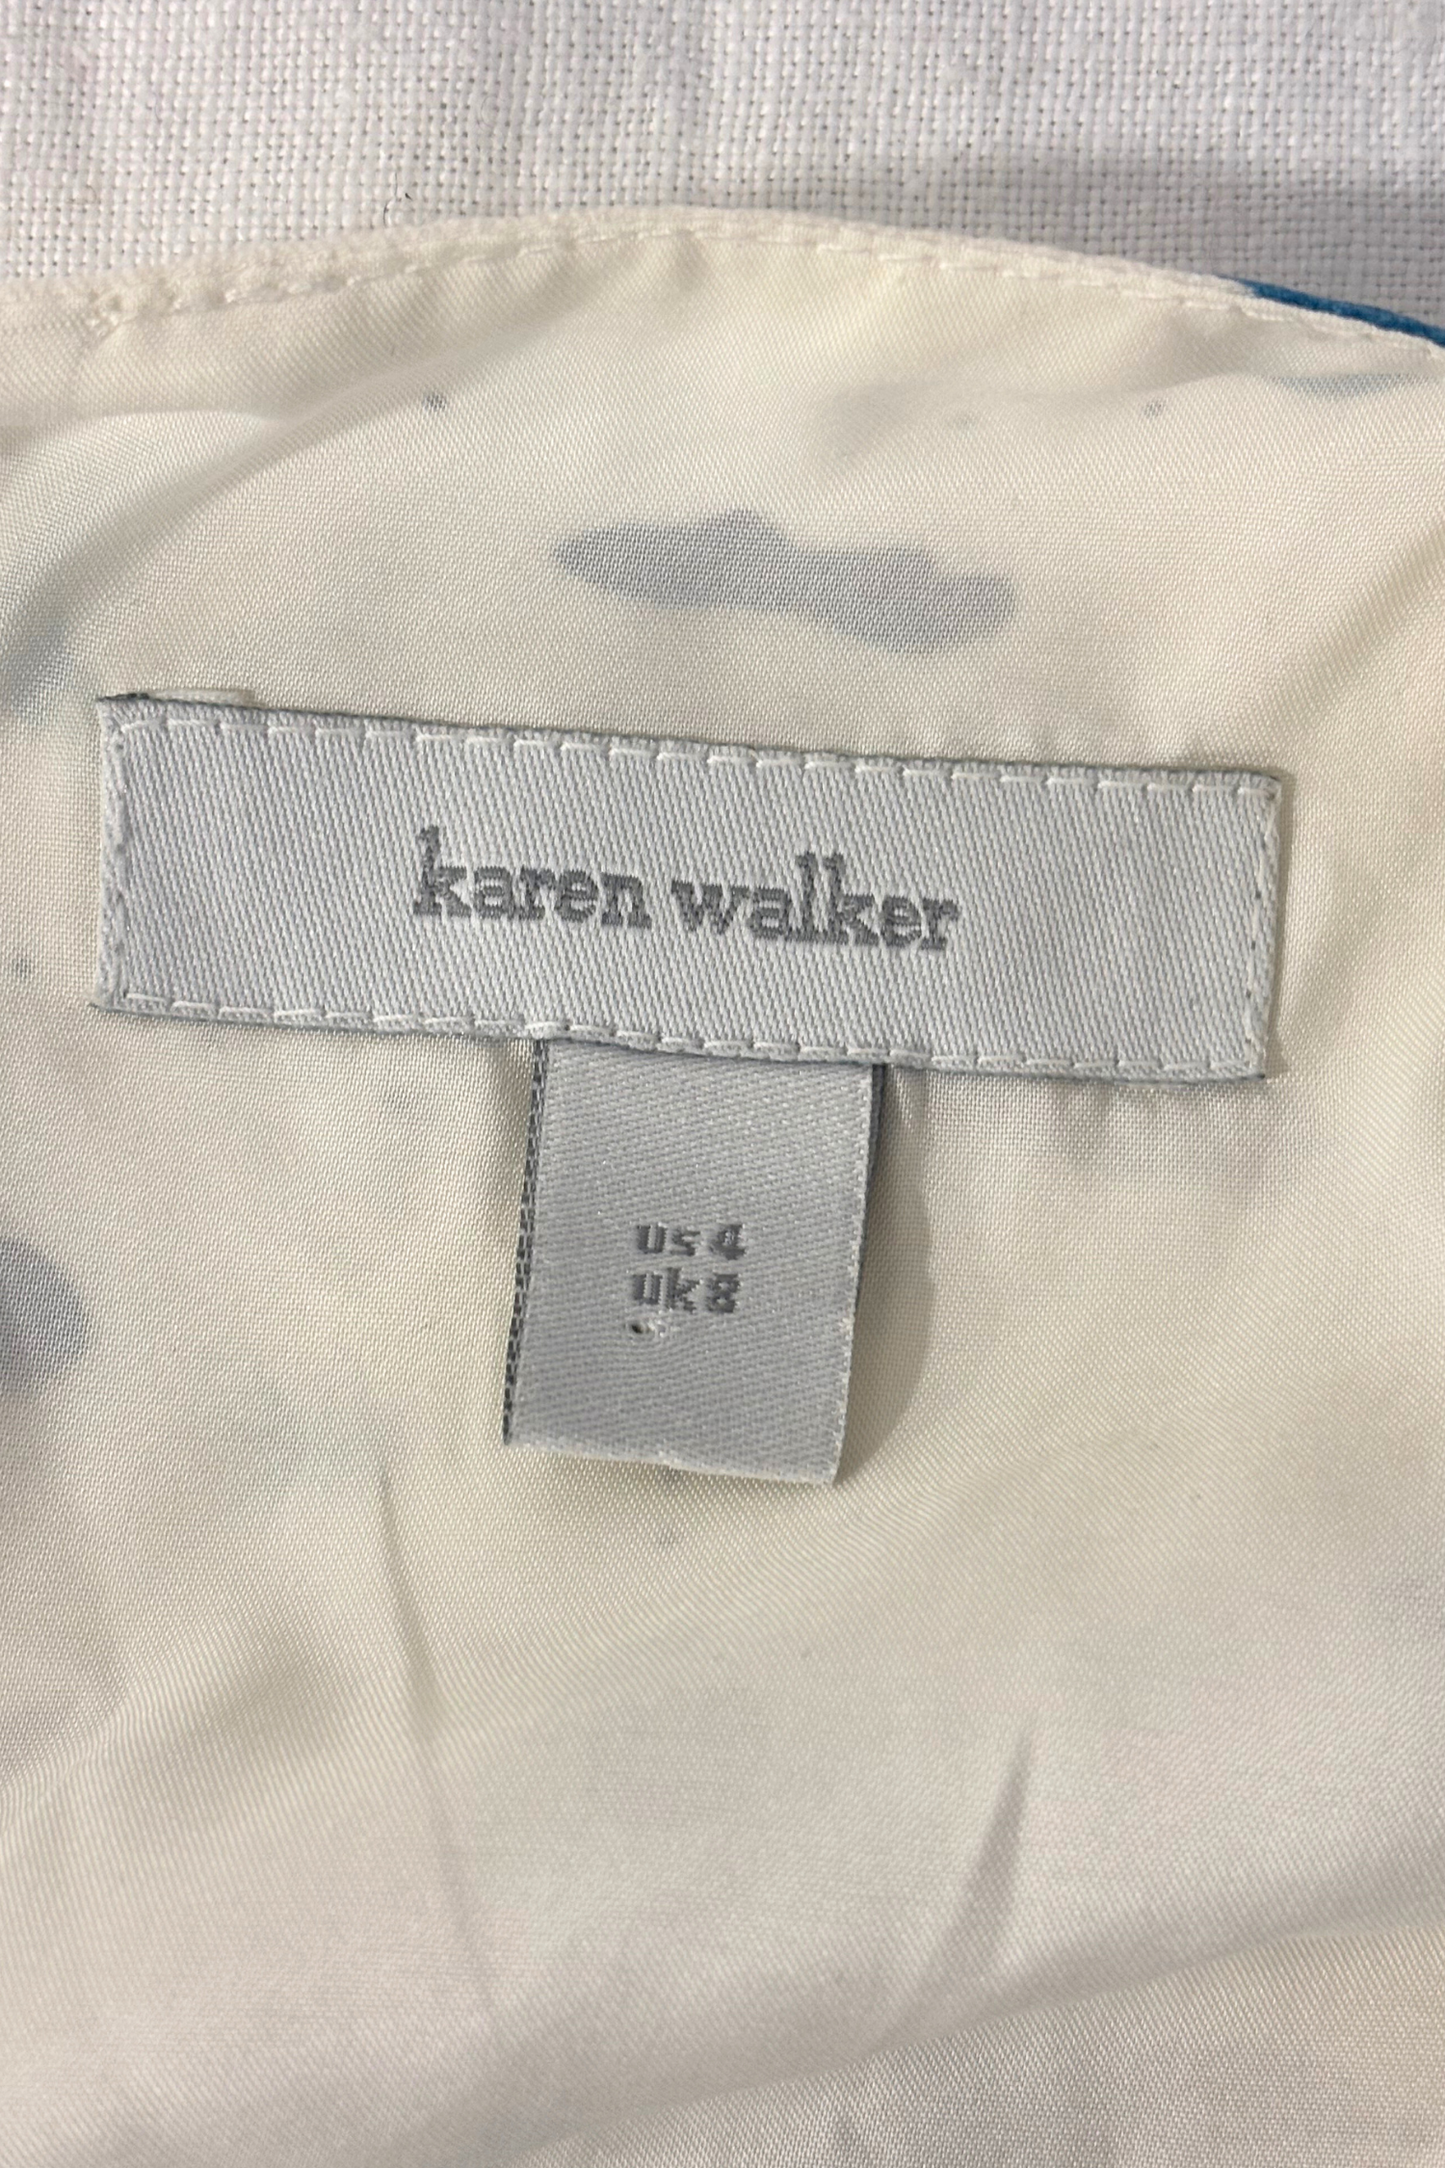 karen walker
us 4
uk 8